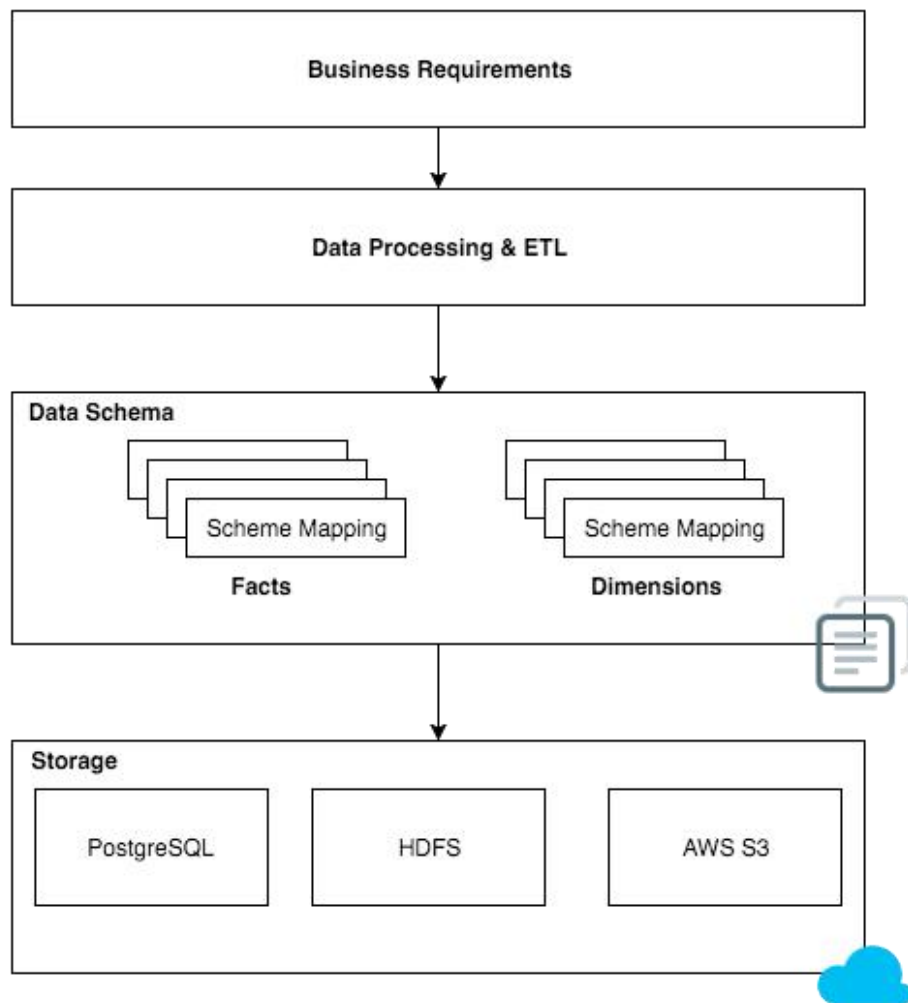 Business Requirements
Data Processing & ETL
Data Schema
Scheme Mapping
Scheme Mapping
Facts
Dimensions
Storage
PostgreSQL
HDFS
AWS S3